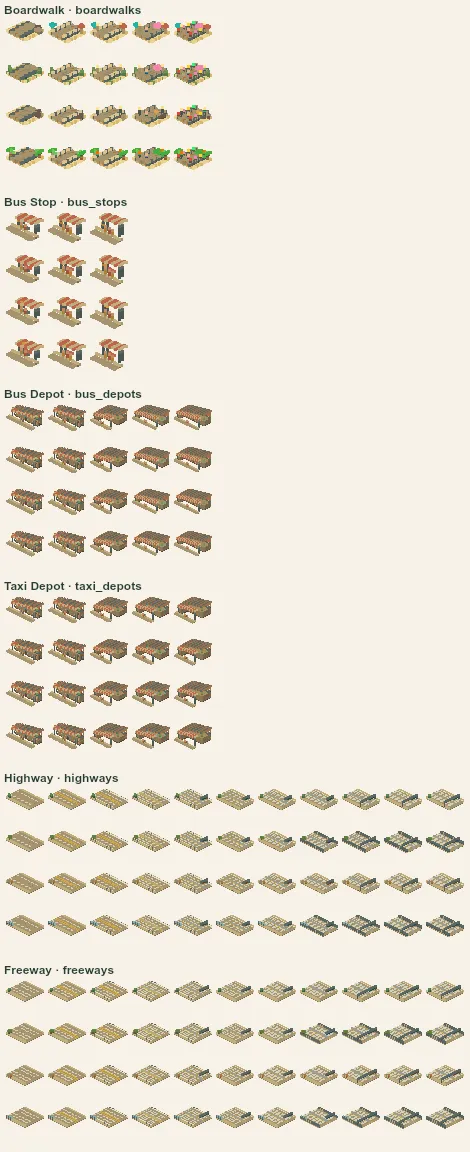 Boardwalk · boardwalks
Bus Stop · bus_stops
Bus Depot · bus_depots
Taxi Depot · taxi_depots
Highway · highways
Freeway · freeways